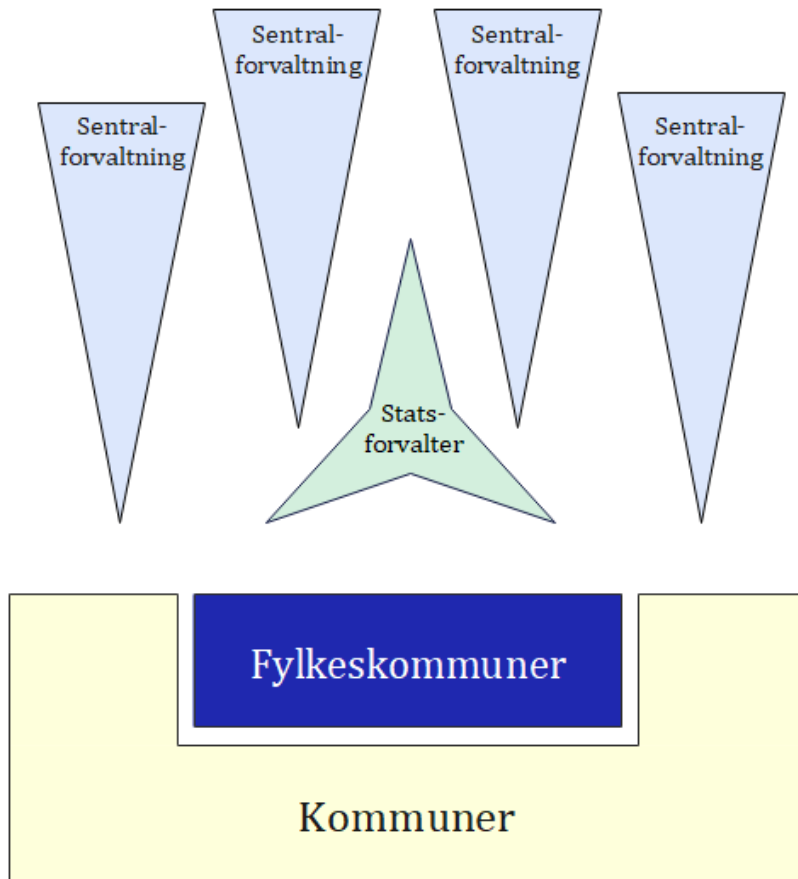 Sentral-
forvaltning
Sentral-
forvaltning
Sentral-
forvaltning
Sentral-
forvaltning
Stats-
forvalter
Fylkeskommuner
Kommuner